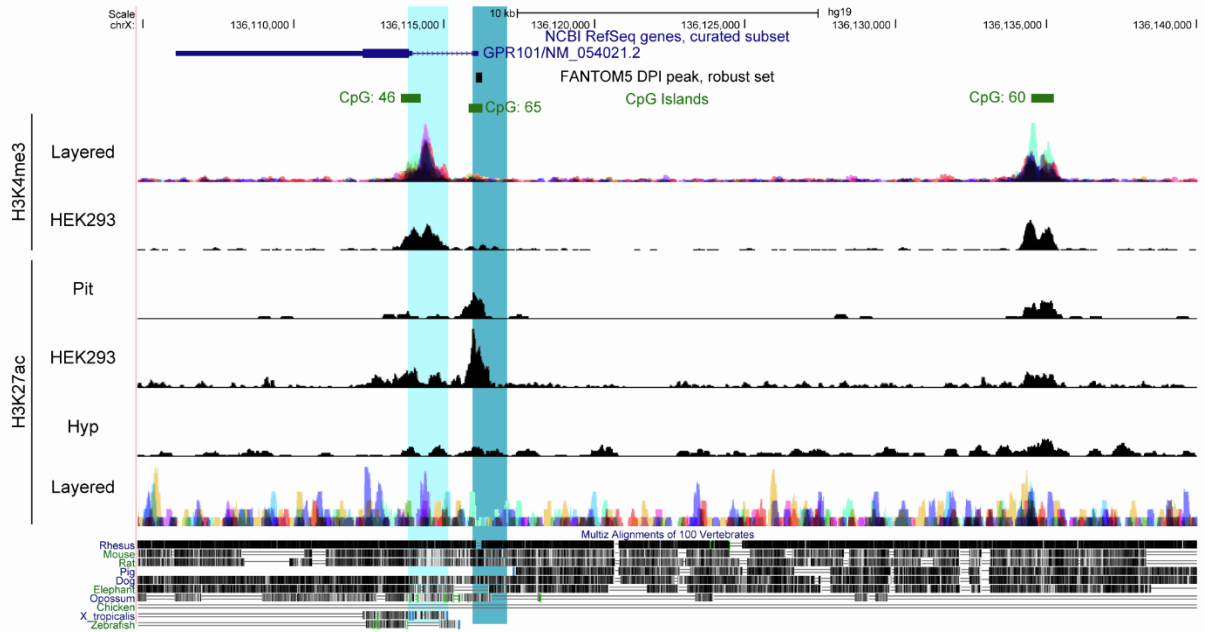 Scale 10 kb hg19
chrX: 136,110,000 136,115,000 136,120,000 136,125,000 136,130,000 136,135,000 136,140,000
NCBI RefSeq genes, curated subset
GPR101/NM_054021.2
FANTOM5 DPI peak, robust set
CpG: 46 CpG Islands CpG: 60
CpG: 65
H3K4me3
Layered
HEK293
H3K27ac
Pit
HEK293
Hyp
Layered
Multiz Alignments of 100 Vertebrates
Rhesus
Mouse
Rat
Pig
Dog
Elephant
Opossum
Chicken
X_tropicalis
Zebrafish